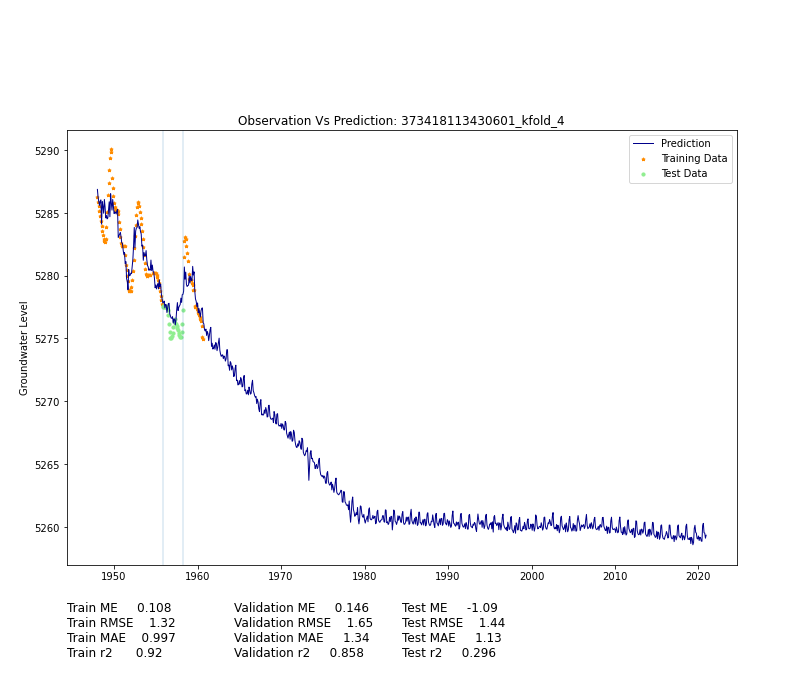 Observation Vs Prediction: 373418113430601_kfold_4
Prediction
Training Data
Test Data
Groundwater Level
5290
5285
5280
5275
5270
5265
5260
1950 1960 1970 1980 1990 2000 2010 2020
Train ME 0.108 Validation ME 0.146 Test ME -1.09
Train RMSE 1.32 Validation RMSE 1.65 Test RMSE 1.44
Train MAE 0.997 Validation MAE 1.34 Test MAE 1.13
Train r2 0.92 Validation r2 0.858 Test r2 0.296